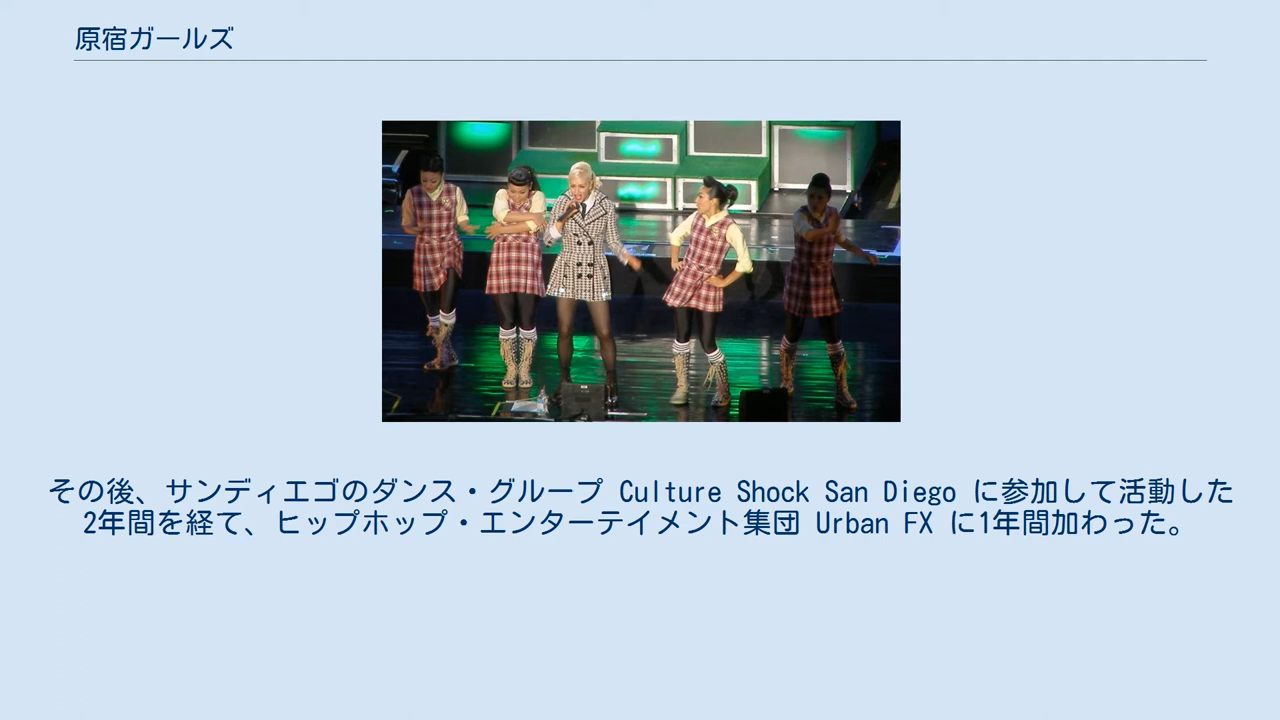 原宿ガールズ
その後、サンディエゴのダンス・グループ Culture Shock San Diego に参加して活動した
2年間を経て、ヒップホップ・エンターテイメント集団 Urban FX に1年間加わった。